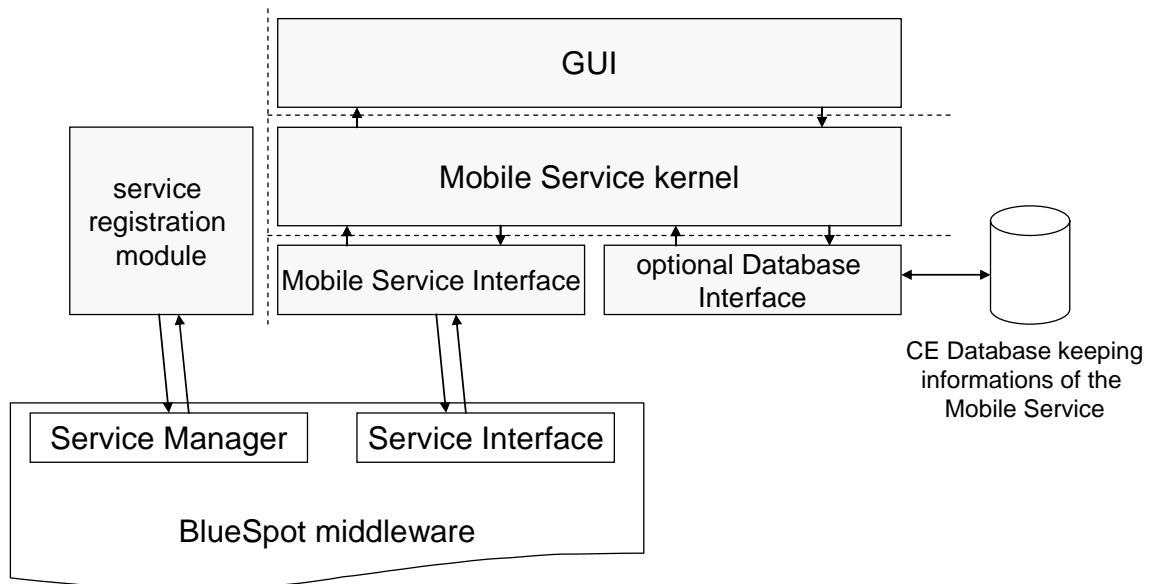 GUI
Mobile Service kernel
service
registration
module
Mobile Service Interface
optional Database
Interface
CE Database keeping
informations of the
Mobile Service
Service Manager
Service Interface
BlueSpot middleware